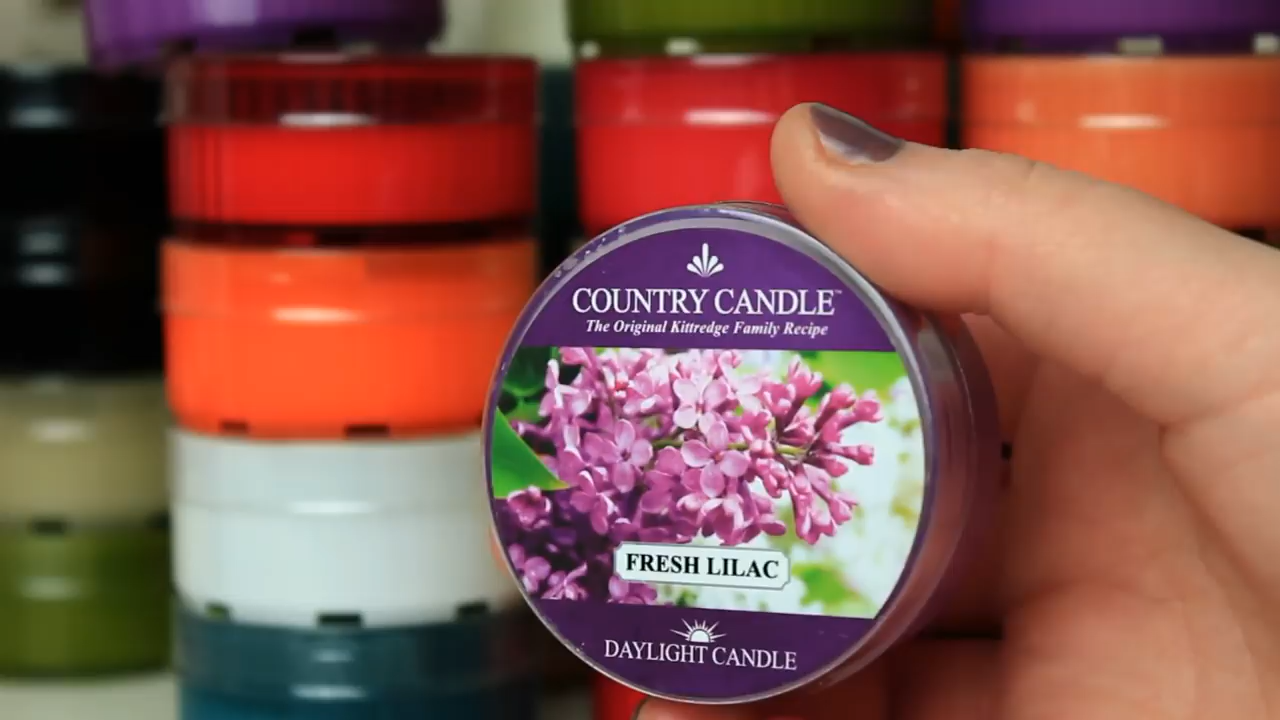 COUNTRY CANDLE™
The Original Kittredge Family Recipe
FRESH LILAC
DAYLIGHT CANDLE